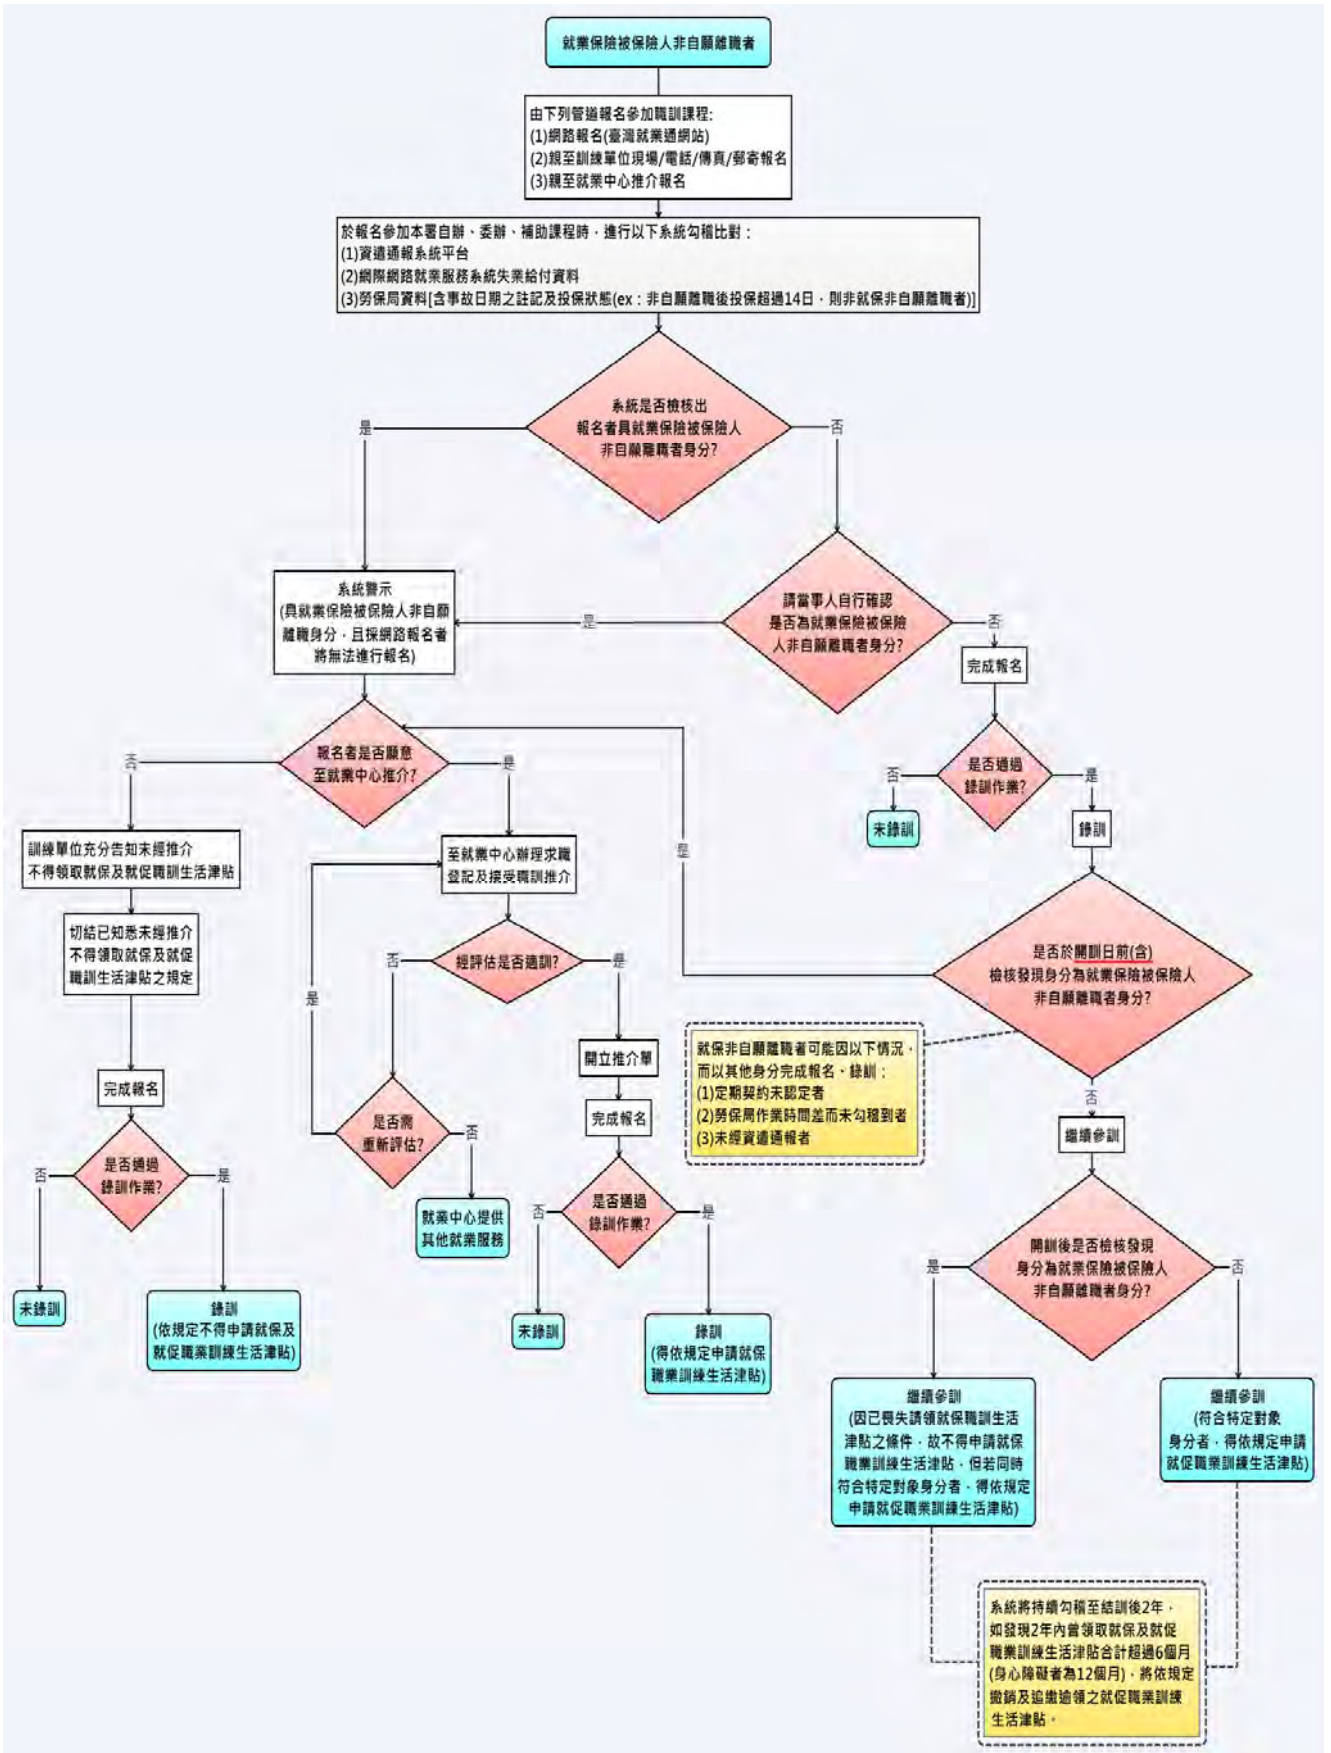 就業保險被保險人非自願離職者
由下列管道報名參加職訓課程:
(1)網路報名(臺灣就業通網站)
(2)親至訓練單位現場/電話/傳真/郵寄報名
(3)親至就業中心推介報名
於報名參加本署自辦、委辦、補助課程時，進行以下系統勾稽比對：
(1)資遣通報系統平台
(2)網際網路就業服務系統失業給付資料
(3)勞保局資料[含事故日期之註記及投保狀態(ex：非自願離職後投保超過14日，則非就保非自願離職者)]
系統是否檢核出
報名者具就業保險被保險人
非自願離職者身分?
是
否
系統警示
(具就業保險被保險人非自願
離職身分，且採網路報名者
將無法進行報名)
是
請當事人自行確認
是否為就業保險被保險
人非自願離職者身分?
否
完成報名
報名者是否願意
至就業中心推介?
否
是
是否通過
錄訓作業?
否
是
未錄訓
錄訓
訓練單位充分告知未經推介
不得領取就保及就促職訓生活津貼
至就業中心辦理求職
登記及接受職訓推介
是
切結已知悉未經推介
不得領取就保及就促
職訓生活津貼之規定
經評估是否適訓?
否
是
是
是否於開訓日前(含)
檢核發現身分為就業保險被保險人
非自願離職者身分?
開立推介單
就保非自願離職者可能因以下情況，
而以其他身分完成報名、錄訓：
(1)定期契約未認定者
(2)勞保局作業時間差而未勾稽到者
(3)未經資遣通報者
否
完成報名
是否需
重新評估?
否
完成報名
繼續參訓
是否通過
錄訓作業?
否
是
就業中心提供
其他就業服務
是否通過
錄訓作業?
否
是
開訓後是否檢核發現
身分為就業保險被保險人
非自願離職者身分?
是
否
未錄訓
錄訓
(依規定不得申請就保及
就促職業訓練生活津貼)
未錄訓
錄訓
(得依規定申請就保
職業訓練生活津貼)
繼續參訓
(因已喪失請領就保職訓生活
津貼之條件，故不得申請就保
職業訓練生活津貼，但若同時
符合特定對象身分者，得依規定
申請就促職業訓練生活津貼)
繼續參訓
(符合特定對象
身分者，得依規定申請
就促職業訓練生活津貼)
系統將持續勾稽至結訓後2年，
如發現2年內曾領取就保及就促
職業訓練生活津貼合計超過6個月
(身心障礙者為12個月)，將依規定
撤銷及追繳逾領之就促職業訓練
生活津貼。